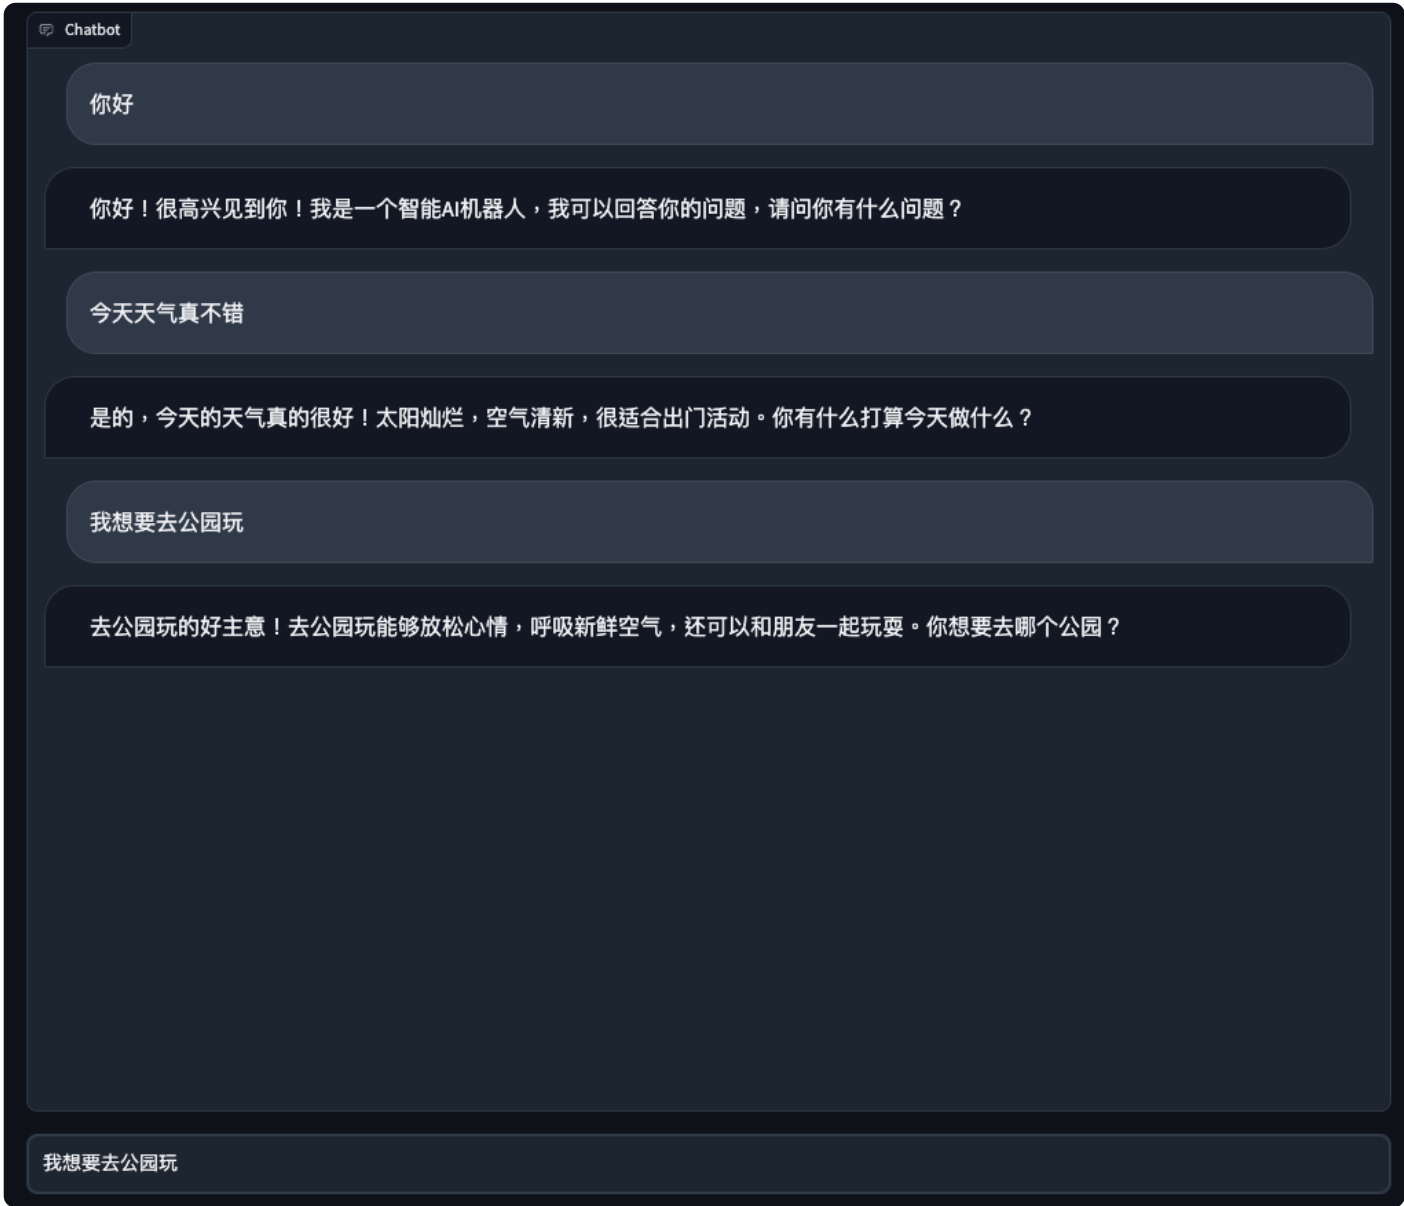 Chatbot
你好
你好！很高兴见到你！我是一个智能AI机器人，我可以回答你的问题，请问你有什么问题？
今天天气真不错
是的，今天的天气真的很好！太阳灿烂，空气清新，很适合出门活动。你有什么打算今天做什么？
我想要去公园玩
去公园玩的好主意！去公园玩能够放松心情，呼吸新鲜空气，还可以和朋友一起玩耍。你想要去哪个公园？
我想要去公园玩